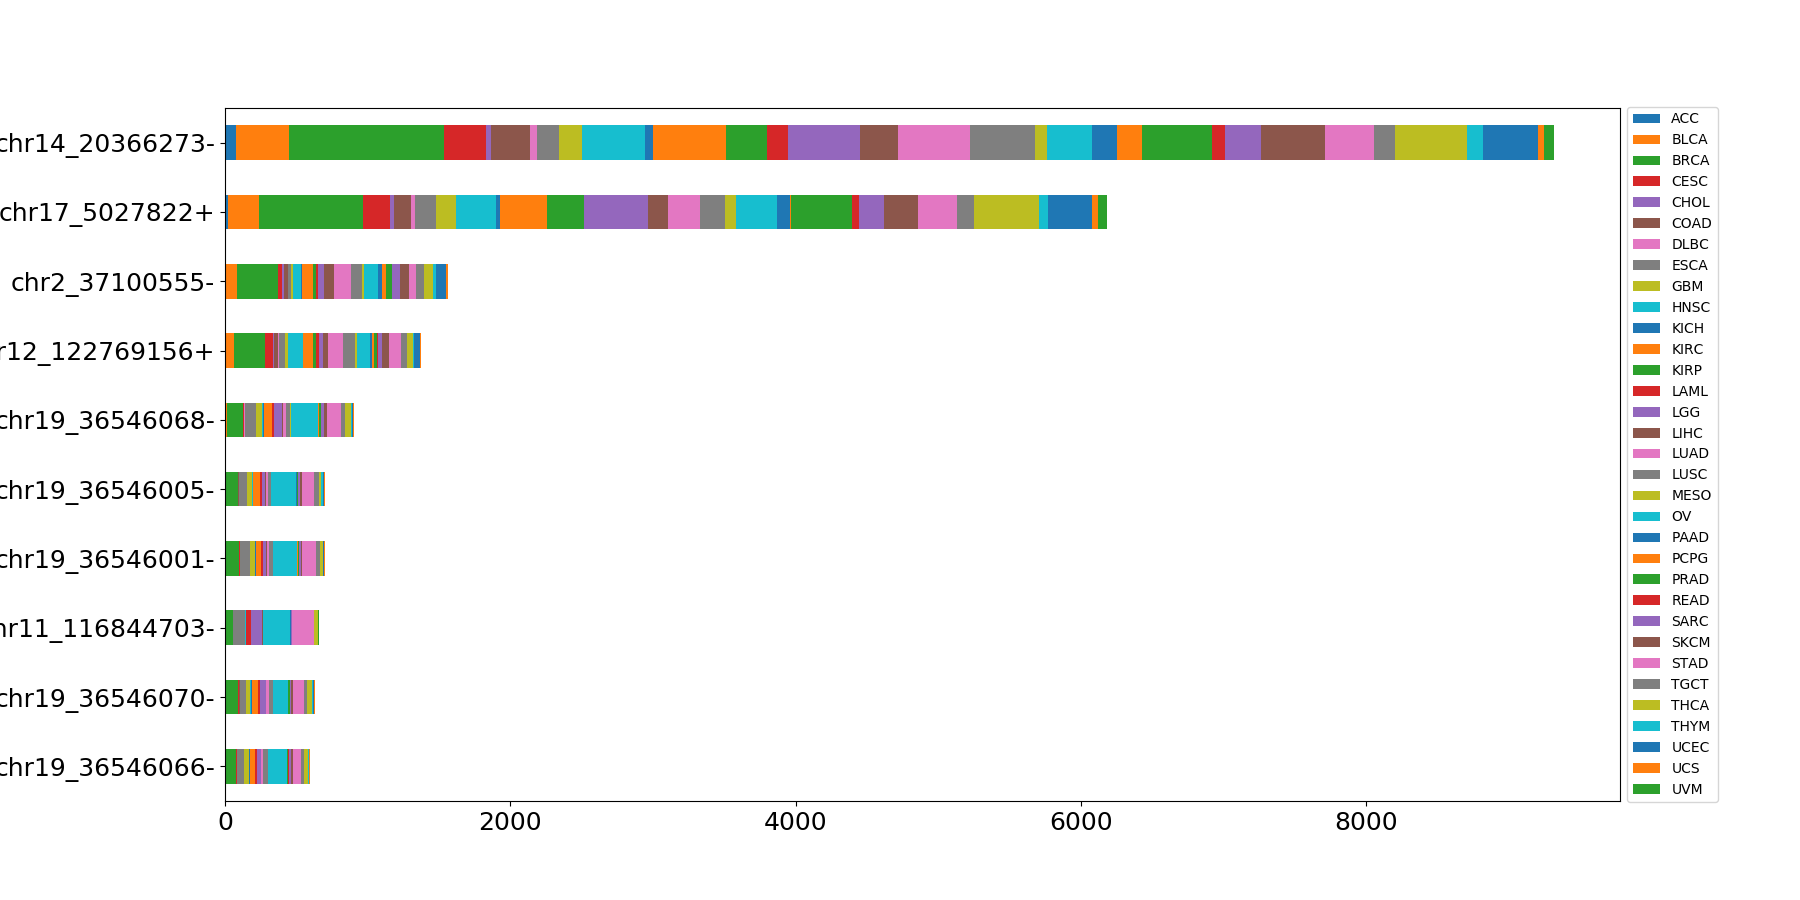 chr14_20366273-
chr17_5027822+
chr2_37100555-
r12_122769156+
chr19_36546068-
chr19_36546005-
chr19_36546001-
hr11_116844703-
chr19_36546070-
chr19_36546066-
0 2000 4000 6000 8000
ACC
BLCA
BRCA
CESC
CHOL
COAD
DLBC
ESCA
GBM
HNSC
KICH
KIRC
KIRP
LAML
LGG
LIHC
LUAD
LUSC
MESO
OV
PAAD
PCPG
PRAD
READ
SARC
SKCM
STAD
TGCT
THCA
THYM
UCEC
UCS
UVM